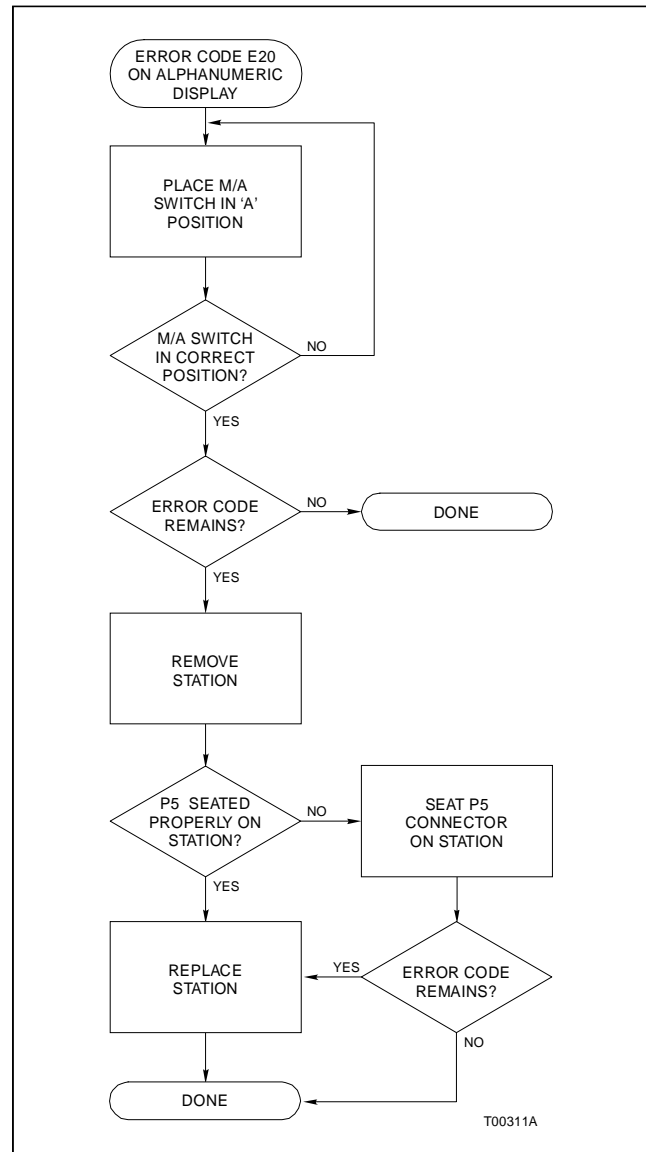 ERROR CODE E20
ON ALPHANUMERIC
DISPLAY
PLACE M/A
SWITCH IN ‘A’
POSITION
M/A SWITCH
IN CORRECT
POSITION?
NO
YES
ERROR CODE
REMAINS?
NO
DONE
YES
REMOVE
STATION
P5 SEATED
PROPERLY ON
STATION?
NO
SEAT P5
CONNECTOR
ON STATION
YES
REPLACE
STATION
YES
ERROR CODE
REMAINS?
NO
DONE
T00311A